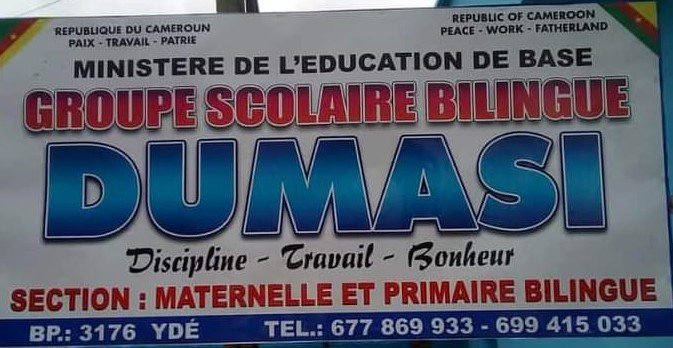 REPUBLIQUE DU CAMEROUN
PAIX - TRAVAIL - PATRIE
REPUBLIC OF CAMEROON
PEACE - WORK - FATHERLAND
MINISTERE DE L'EDUCATION DE BASE
GROUPE SCOLAIRE BILINGUE
DUMASI
Discipline - Travail - Bonheur
SECTION : MATERNELLE ET PRIMAIRE BILINGUE
BP.: 3176 YDÉ TEL.: 677 869 933 - 699 415 033